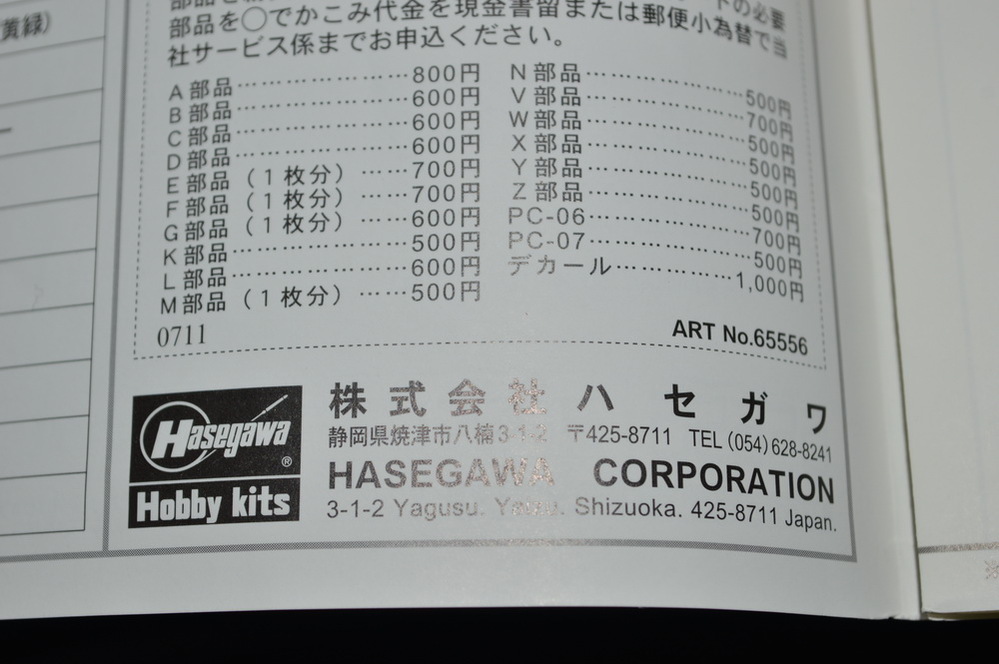 黄緑)
ー
部品を○でかこみ代金を現金書留または郵便小為替で当
社サービス係までお申込ください。
の必要
A部品…………………800円
B部品…………………600円
C部品…………………600円
D部品…………………600円
E部品(1枚分)……700円
F部品(1枚分)……700円
G部品(1枚分)……600円
K部品…………………500円
L部品…………………600円
M部品(1枚分)……500円
N部品…………………500円
V部品…………………700円
W部品…………………500円
X部品…………………500円
Y部品…………………500円
Z部品…………………500円
PC-06…………………700円
PC-07…………………500円
デカール……………1,000円
0711
ART No.65556
Hasegawa®
Hobby kits
株式会社ハセガワ
静岡県焼津市八楠3-1-2 〒425-8711 TEL (054) 628-8241
HASEGAWA CORPORATION
3-1-2 Yagusu. Yaizu. Shizuoka. 425-8711 Japan.
※